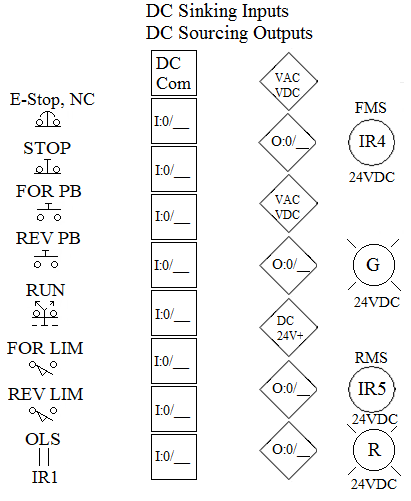 DC Sinking Inputs
DC Sourcing Outputs
E-Stop, NC
STOP
FOR PB
REV PB
RUN
FOR LIM
REV LIM
OLS
IR1
DC
Com
I:0/__
I:0/__
I:0/__
I:0/__
I:0/__
I:0/__
I:0/__
I:0/__
VAC
VDC
O:0/__
VAC
VDC
O:0/__
DC
24V+
O:0/__
O:0/__
FMS
IR4
24VDC
G
24VDC
RMS
IR5
24VDC
R
24VDC